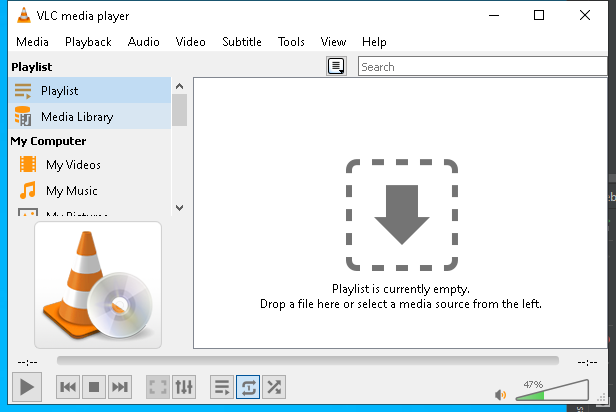 VLC media player
Media Playback Audio Video Subtitle Tools View Help
Playlist
Search
Playlist
Media Library
My Computer
My Videos
My Music
My Pictures
Playlist is currently empty.
Drop a file here or select a media source from the left.
--:-- --:--
47%